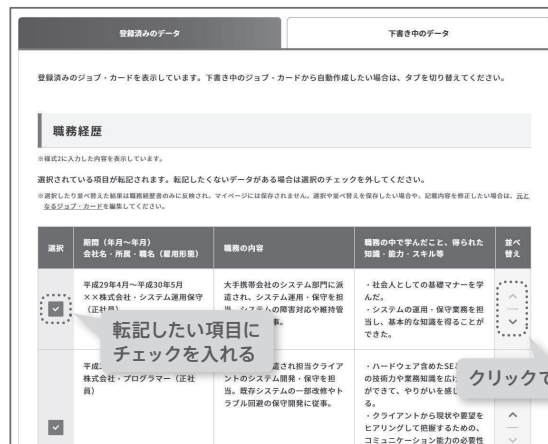 登録済みのデータ
下書き中のデータ
登録済みのジョブ・カードを表示しています。下書き中のジョブ・カードから自動作成したい場合は、タブを切り替えてください。
職務経歴
※様式2に入力した内容を表示しています。
選択されている項目が転記されます。転記したくないデータがある場合は選択のチェックを外してください。
※選択したり並べ替えた結果は職務経歴書のみに反映され、マイページには保存されません。選択や並べ替えを保存したい場合や、記載内容を修正したい場合は、元と
なるジョブ・カードを編集してください。
選択
期間（年月〜年月）
会社名・所属・職名（雇用形態）
職務の内容
職務の中で学んだこと、得られた
知識・能力・スキル等
並べ
替え
平成29年4月〜平成30年5月
××株式会社・システム運用保守
（正社員）
大手携帯会社のシステム部門に派
遣され、システム運用・保守を担
当。システムの障害対応や維持管
・社会人としての基礎マナーを学
んだ。
・システムの運用・保守業務を担
当し、基本的な知識を得ることが
できた。
転記したい項目に
チェックを入れる
クリックで
株式会社・プログラマー（正社
員）
遣され担当クライア
ントのシステム開発・保守を担
当。既存システムの一部改修やト
ラブル回避の保守開発に従事。
・ハードウェア含めたSE
の技術力や業務知識を広
ができて、やりがいを感
る。
・クライアントから現状や要望を
ヒアリングして把握するための、
コミュニケーション能力の必要性